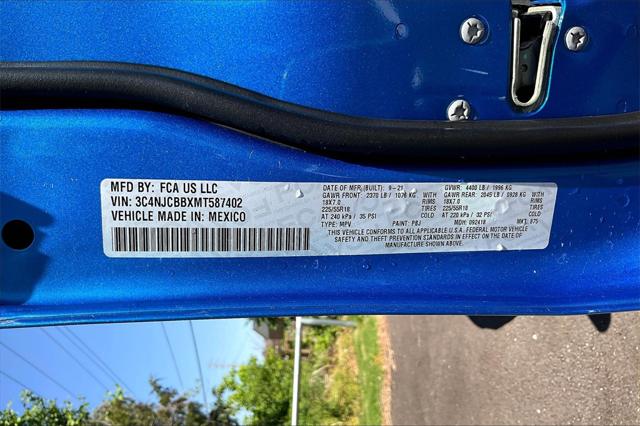 MFD BY: FCA US LLC
VIN: 3C4NJCBBXMT587402
VEHICLE MADE IN: MEXICO
DATE OF MFR (BUILT): 9-21 GVWR: 4400 LB / 1996 KG
GAWR FRONT: 2370 LB / 1076 KG GAWR REAR: 2045 LB / 0928 KG
18X7.0 RIMS 18X7.0 RIMS
225/55R18 TIRES 225/55R18 TIRES
AT 240 kPa / 35 PSI COLD AT 220 kPa / 32 PSI COLD
TYPE: MPV PAINT: PBJ MDH: 092418 MKT: 875
THIS VEHICLE CONFORMS TO ALL APPLICABLE U.S.A. FEDERAL MOTOR VEHICLE
SAFETY AND THEFT PREVENTION STANDARDS IN EFFECT ON THE DATE OF
MANUFACTURE SHOWN ABOVE.